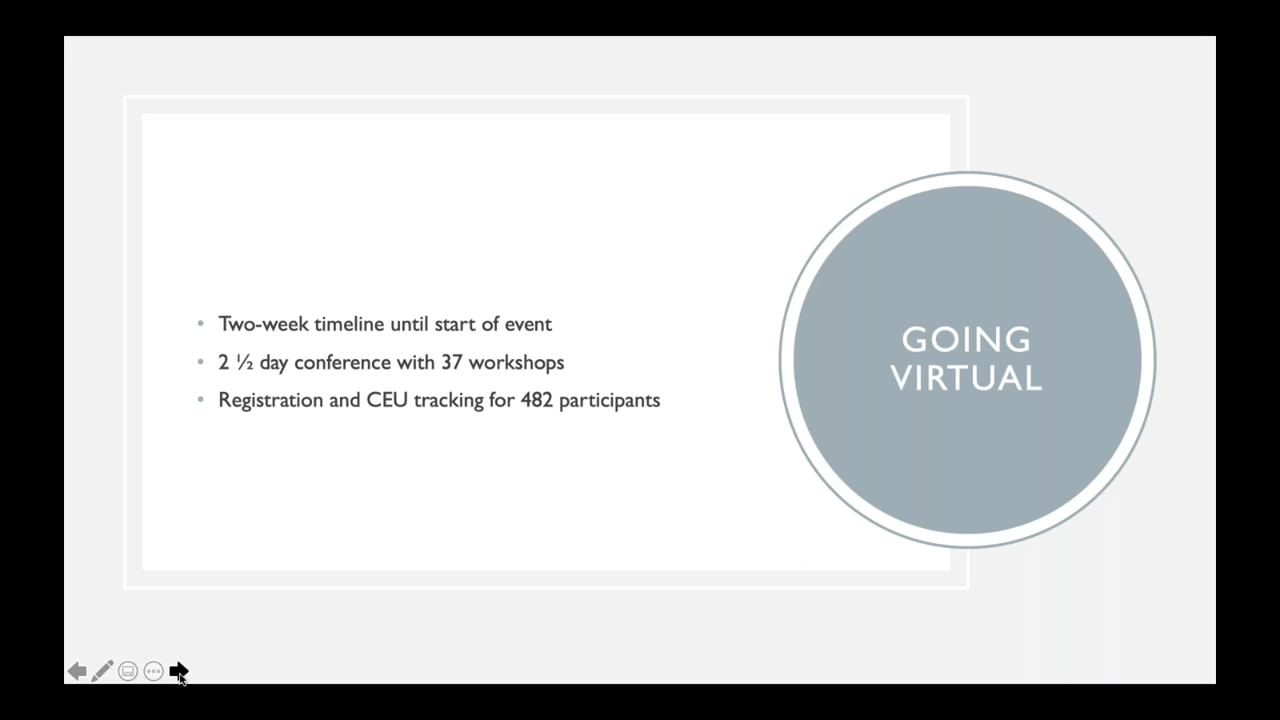 • Two-week timeline until start of event
• 2 ½ day conference with 37 workshops
• Registration and CEU tracking for 482 participants
GOING
VIRTUAL